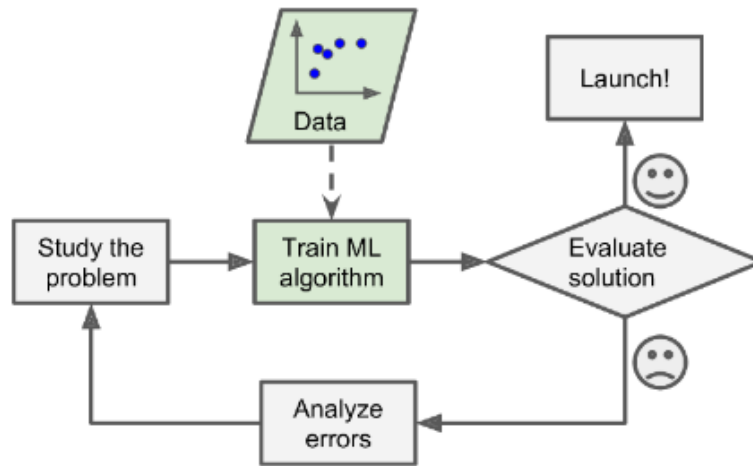 Data
Launch!
Study the
problem
Train ML
algorithm
Evaluate
solution
Analyze
errors